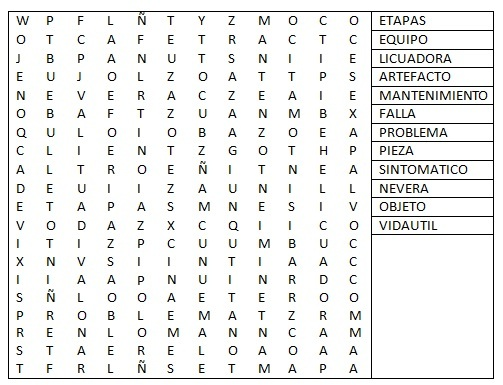 W P F L Ñ T Y Z M O C O ETAPAS
O T C A F E T R A C T C EQUIPO
J B P A N U T S N I I E LICUADORA
E U J O L Z O A T T P S ARTEFACTO
N E V E R A C Z E A I E MANTENIMIENTO
O B A F T Z U A N M B X FALLA
Q U L O I O B A Z O E A PROBLEMA
C L I E N T Z G O T H P PIEZA
A L T R O E Ñ I T N E A SINTOMATICO
D E U I I Z A U N I L L NEVERA
E T A P A S M N E S I V OBJETO
V O D A Z X C Q I I C O VIDAUTIL
I T I Z P C U U M B U C
X N V S I I N T I A A C
I I A A P N U I N R D C
S Ñ L O O A E T E R O O
P R O B L E M A T Z R M
R E N L O M A N N C A M
S T A E R E L O A O A A
T F R L Ñ S E T M A P A